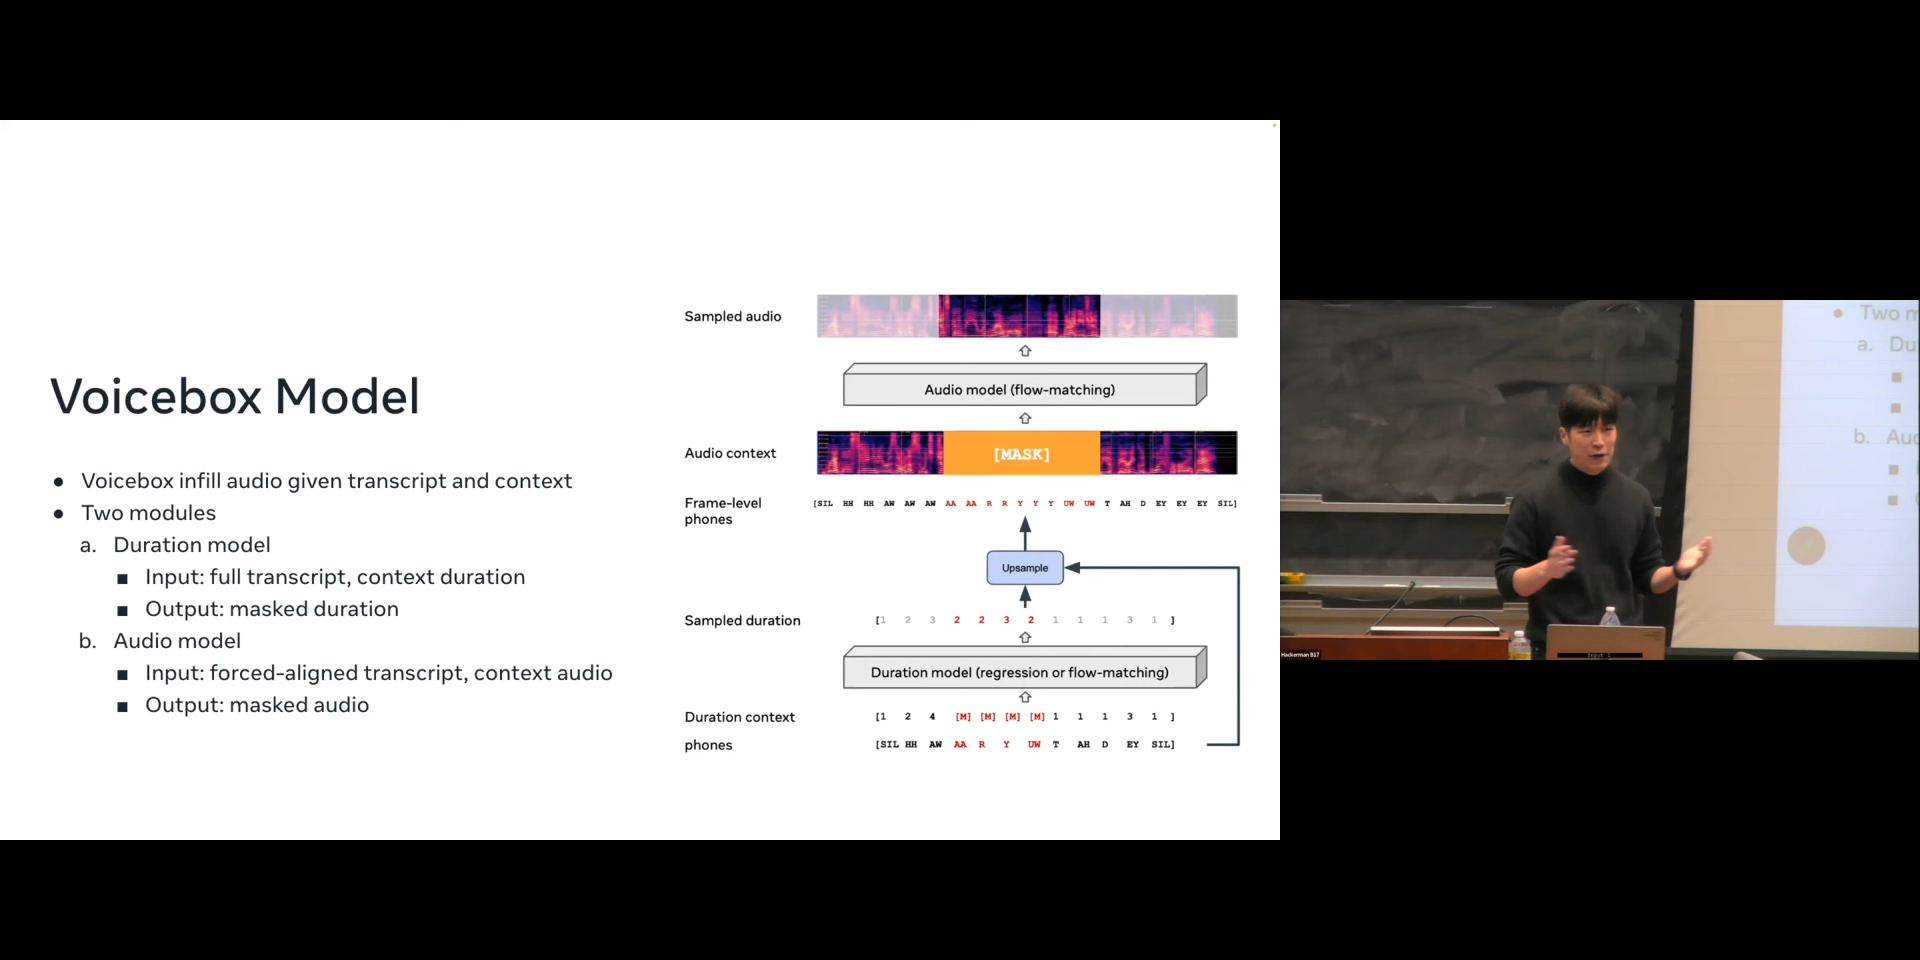 Voicebox Model
● Voicebox infill audio given transcript and context
● Two modules
a. Duration model
■ Input: full transcript, context duration
■ Output: masked duration
b. Audio model
■ Input: forced-aligned transcript, context audio
■ Output: masked audio
Sampled audio
Audio model (flow-matching)
Audio context
[MASK]
Frame-level
phones
[SIL HH HH AW AW AW AA AA R R Y Y Y UW UW T AH D EY EY EY SIL]
Upsample
Sampled duration
[1 2 3 2 2 3 2 1 1 1 3 1 ]
Duration model (regression or flow-matching)
Duration context
[1 2 4 [M] [M] [M] [M] 1 1 1 3 1 ]
phones
[SIL HH AW AA R Y UW T AH D EY SIL]
● Two m
a. Du
b. Aud
Hackerman B17
Input 1